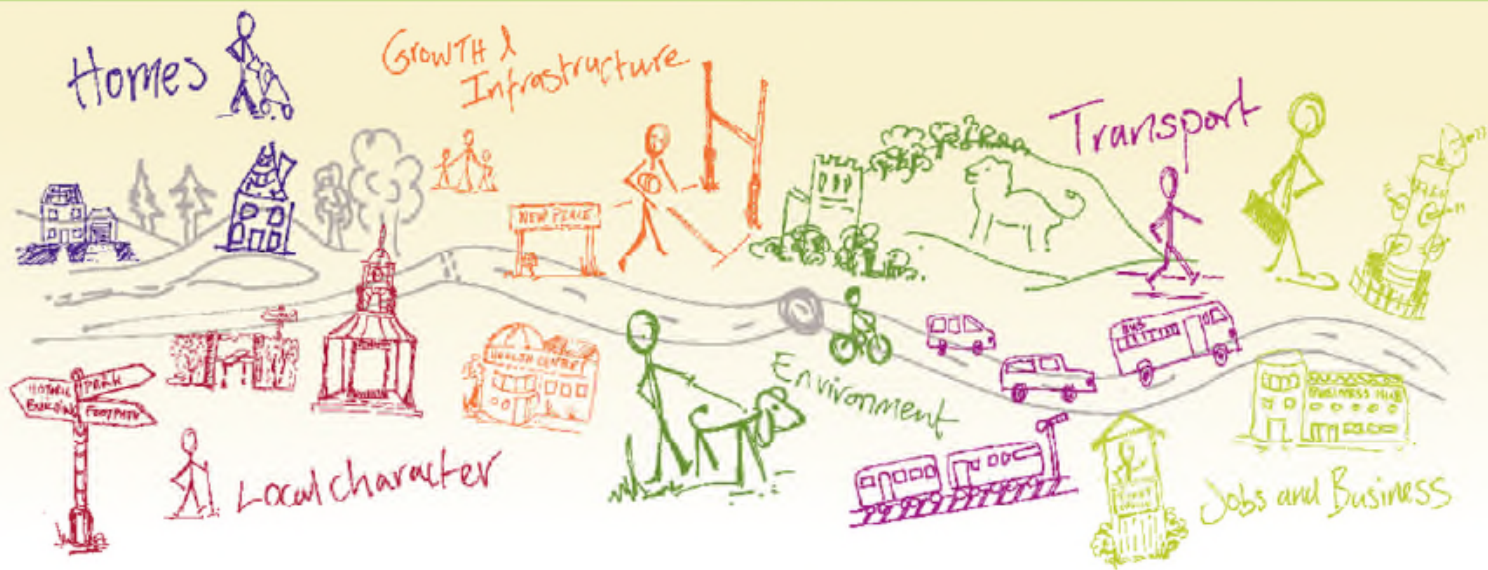 Homes
Growth &
Infrastructure
Transport
NEW PLACE
HEALTH CENTRE
BUS
Environment
HISTORIC
BUILDING
PARK
FOOTPATH
Local character
BUSINESS HUB
Jobs and Business